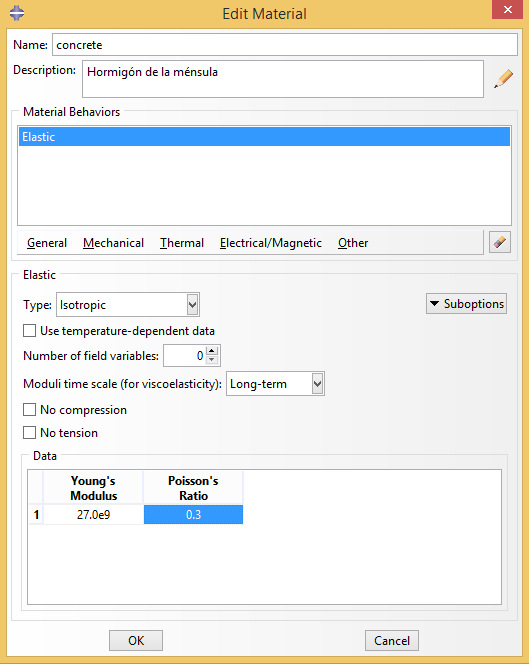 Edit Material
Name: concrete
Description: Hormigón de la ménsula
Material Behaviors
Elastic
General Mechanical Thermal Electrical/Magnetic Other
Elastic
Type: Isotropic Suboptions
Use temperature-dependent data
Number of field variables: 0
Moduli time scale (for viscoelasticity): Long-term
No compression
No tension
Data
Young's Poisson's
Modulus Ratio
1 27.0e9 0.3
OK Cancel